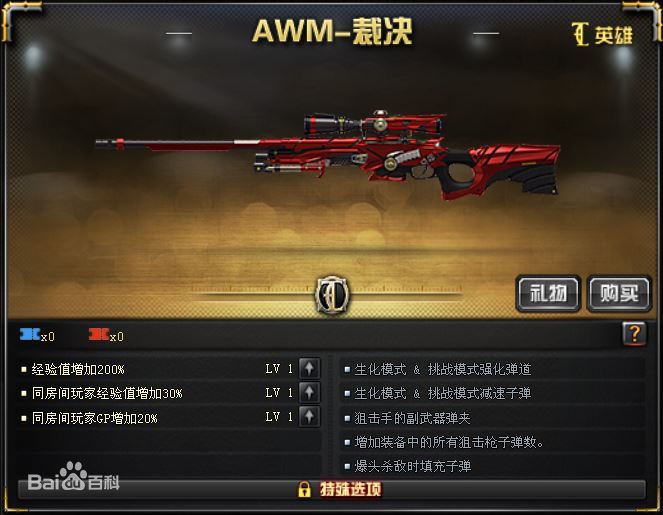 AWM-裁决
英雄
礼物
购买
x0
x0
?
经验值增加200%
LV 1
同房间玩家经验值增加30%
LV 1
同房间玩家GP增加20%
LV 1
生化模式 & 挑战模式强化弹道
生化模式 & 挑战模式减速子弹
狙击手的副武器弹夹
增加装备中的所有狙击枪子弹数。
爆头杀敌时填充子弹
Baidu百科
特殊选项